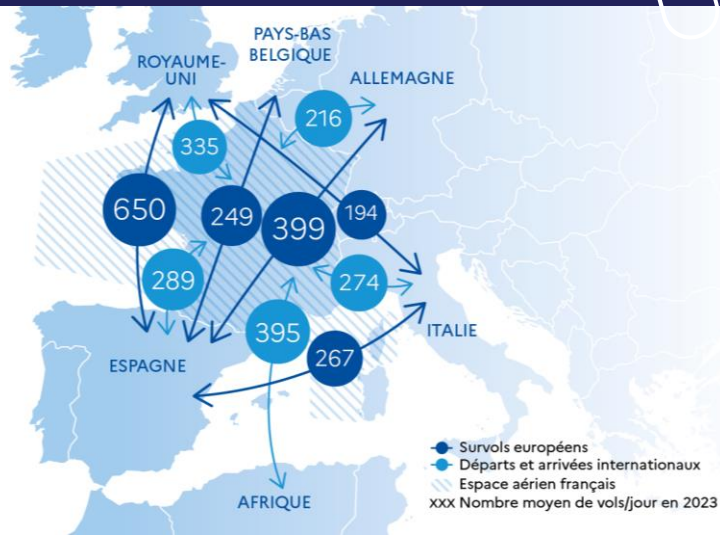 PAYS-BAS
BELGIQUE
ROYAUME-
UNI
ALLEMAGNE
216
335
650
249
399
194
289
274
395
267
ITALIE
ESPAGNE
AFRIQUE
Survols européens
Départs et arrivées internationaux
Espace aérien français
xxx Nombre moyen de vols/jour en 2023